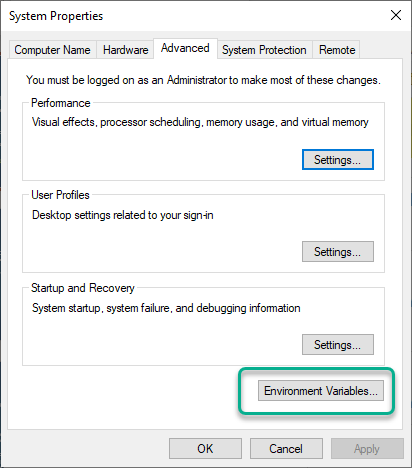 System Properties
Computer Name Hardware Advanced System Protection Remote
You must be logged on as an Administrator to make most of these changes.
Performance
Visual effects, processor scheduling, memory usage, and virtual memory
Settings...
User Profiles
Desktop settings related to your sign-in
Settings...
Startup and Recovery
System startup, system failure, and debugging information
Settings...
Environment Variables...
OK Cancel Apply